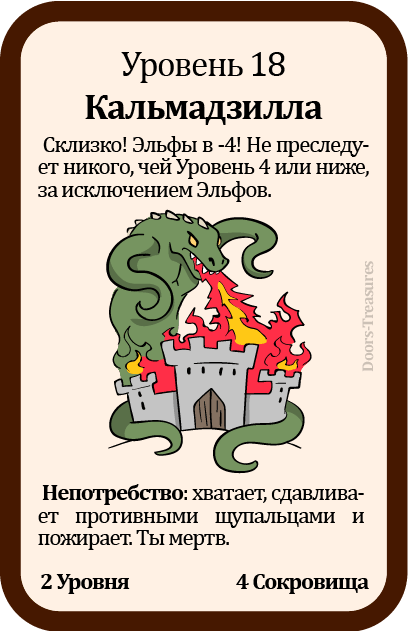 Уровень 18
Кальмадзилла
Склизко! Эльфы в -4! Не преследу-
ет никого, чей Уровень 4 или ниже,
за исключением Эльфов.
Doors-Treasures
Непотребство: хватает, сдавлива-
ет противными щупальцами и
пожирает. Ты мертв.
2 Уровня 4 Сокровища